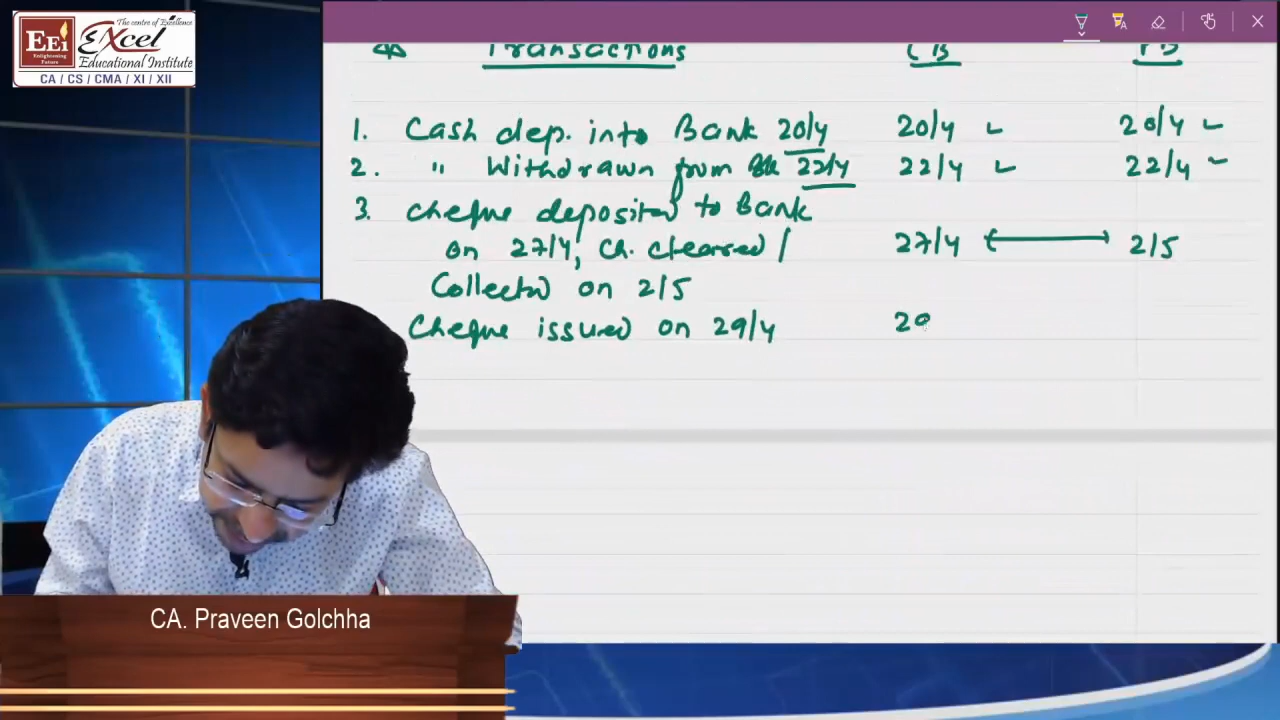 The centre of Excellence
EEi
Enlightening Future
Excel
Educational Institute
CA / CS / CMA / XI / XII
Transactions CB PB
1. Cash dep. into Bank 20/4 20/4 20/4
2. " Withdrawn from Bk 22/4 22/4 22/4
3. Cheque deposited to Bank
on 27/4, Ch. cleared / 27/4 2/5
Collected on 2/5
Cheque issued on 29/4 29
CA. Praveen Golchha